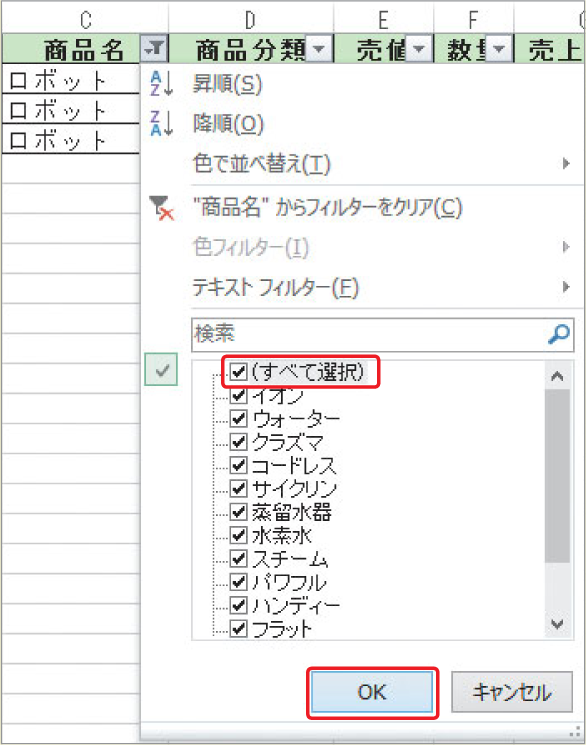 C D E F
商品名 商品分類 売値 数量 売上
ロボット
ロボット
ロボット
昇順(S)
降順(O)
色で並べ替え(T)
"商品名" からフィルターをクリア(C)
色フィルター(I)
テキスト フィルター(F)
検索
(すべて選択)
イオン
ウォーター
クラズマ
コードレス
サイクリン
蒸留水器
水素水
スチーム
パワフル
ハンディー
フラット
OK キャンセル